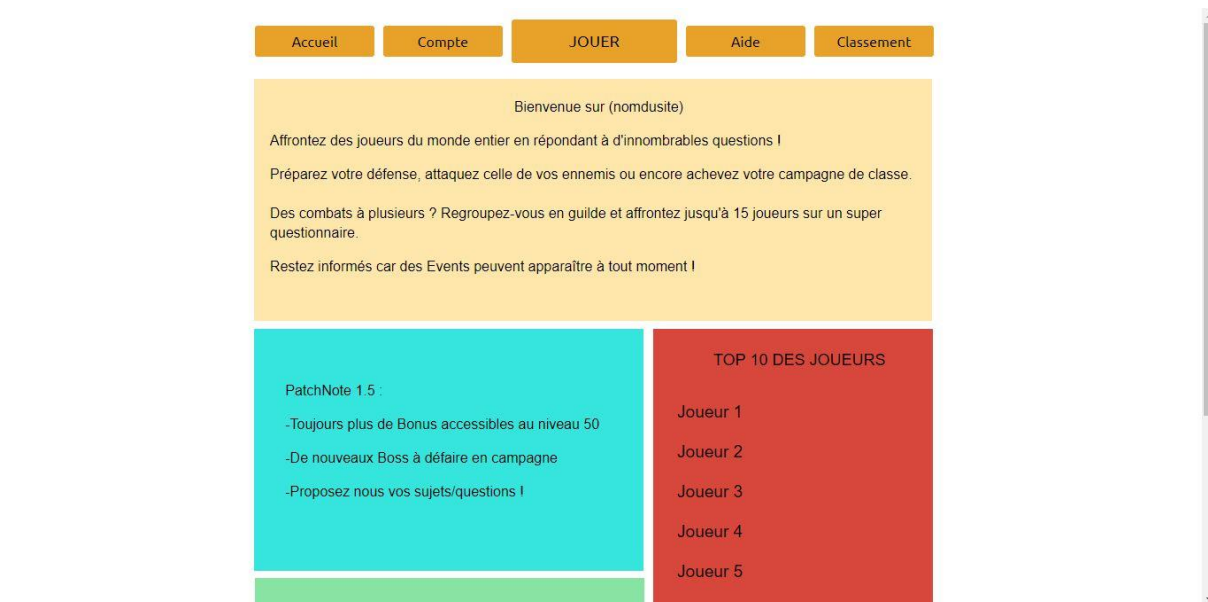 Accueil
Compte
JOUER
Aide
Classement
Bienvenue sur (nomdusite)
Affrontez des joueurs du monde entier en répondant à d'innombrables questions !
Préparez votre défense, attaquez celle de vos ennemis ou encore achevez votre campagne de classe.
Des combats à plusieurs ? Regroupez-vous en guilde et affrontez jusqu'à 15 joueurs sur un super
questionnaire.
Restez informés car des Events peuvent apparaître à tout moment !
PatchNote 1.5 :
-Toujours plus de Bonus accessibles au niveau 50
-De nouveaux Boss à défaire en campagne
-Proposez nous vos sujets/questions !
TOP 10 DES JOUEURS
Joueur 1
Joueur 2
Joueur 3
Joueur 4
Joueur 5